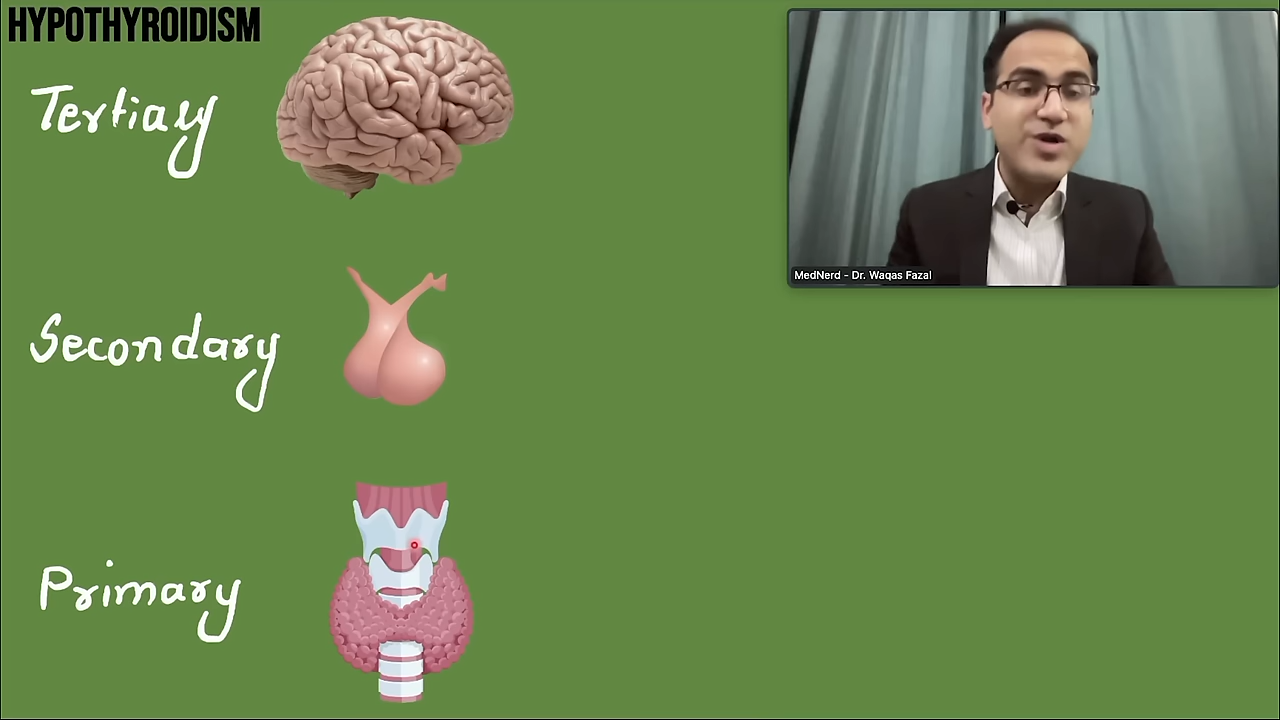 HYPOTHYROIDISM
Tertiary
Secondary
Primary
MedNerd - Dr. Waqas Fazal